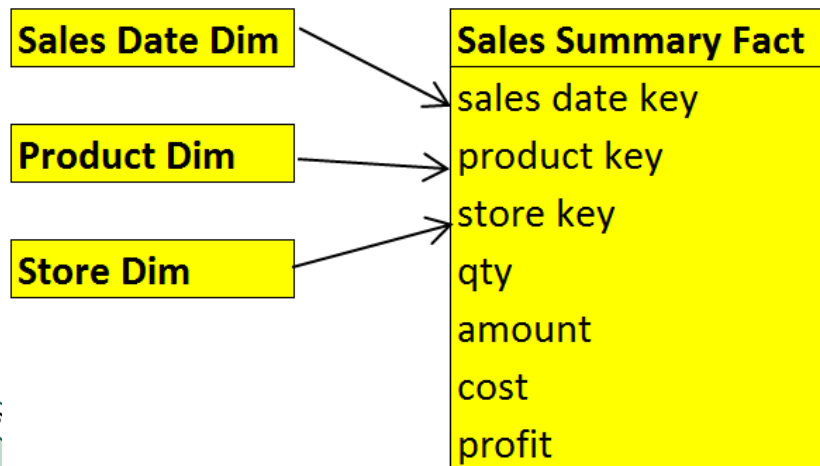 Sales Date Dim
Product Dim
Store Dim
Sales Summary Fact
sales date key
product key
store key
qty
amount
cost
profit